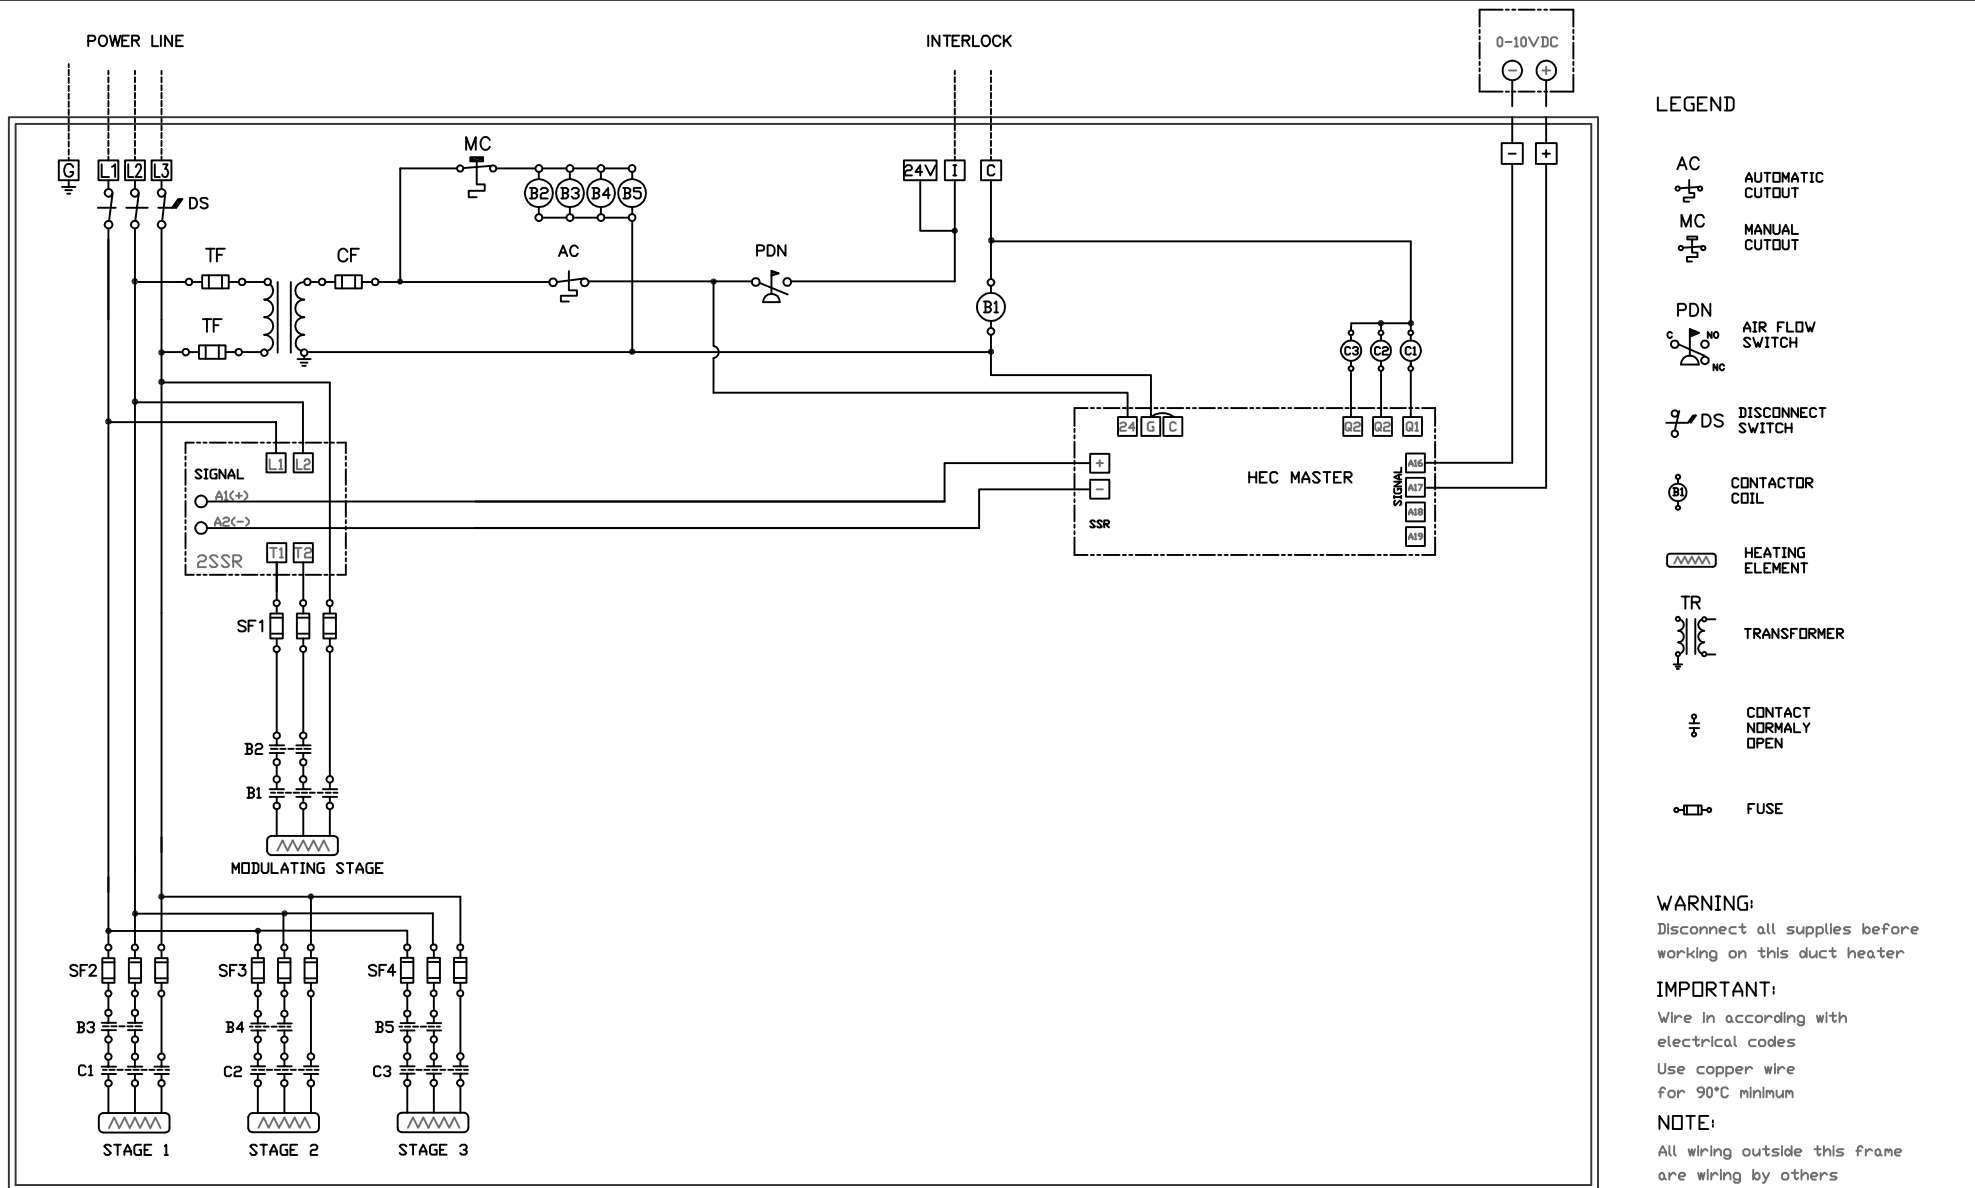 POWER LINE
INTERLOCK
0-10VDC
- +
LEGEND
G L1 L2 L3
DS
MC
B2 B3 B4 B5
24V I C
- +
TF
CF
AC
PDN
TF
B1
C3 C2 C1
24 G C
Q2 Q2 Q1
+
-
SSR
HEC MASTER
SIGNAL
A16
A17
A18
A19
L1 L2
SIGNAL
A1(+)
A2(-)
T1 T2
2SSR
SF1
B2
B1
MODULATING STAGE
SF2
SF3
SF4
B3
B4
B5
C1
C2
C3
STAGE 1
STAGE 2
STAGE 3
AC
AUTOMATIC
CUTOUT
MC
MANUAL
CUTOUT
PDN
C
NO
NC
AIR FLOW
SWITCH
DS
DISCONNECT
SWITCH
B1
CONTACTOR
COIL
HEATING
ELEMENT
TR
TRANSFORMER
CONTACT
NORMALY
OPEN
FUSE
WARNING:
Disconnect all supplies before
working on this duct heater
IMPORTANT:
Wire in according with
electrical codes
Use copper wire
for 90°C minimum
NOTE:
All wiring outside this frame
are wiring by others